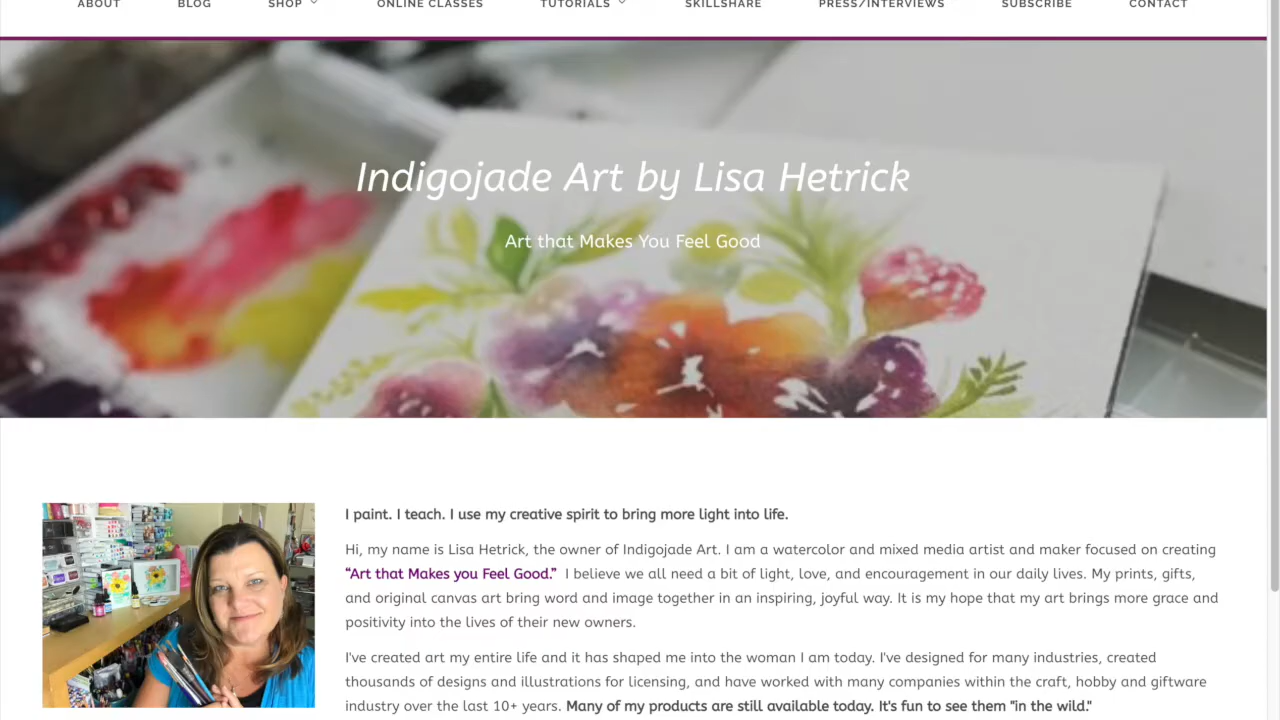 ABOUT BLOG SHOP ONLINE CLASSES TUTORIALS SKILLSHARE PRESS/INTERVIEWS SUBSCRIBE CONTACT
Indigojade Art by Lisa Hetrick
Art that Makes You Feel Good
I paint. I teach. I use my creative spirit to bring more light into life.
Hi, my name is Lisa Hetrick, the owner of Indigojade Art. I am a watercolor and mixed media artist and maker focused on creating
“Art that Makes you Feel Good.” I believe we all need a bit of light, love, and encouragement in our daily lives. My prints, gifts,
and original canvas art bring word and image together in an inspiring, joyful way. It is my hope that my art brings more grace and
positivity into the lives of their new owners.
I've created art my entire life and it has shaped me into the woman I am today. I've designed for many industries, created
thousands of designs and illustrations for licensing, and have worked with many companies within the craft, hobby and giftware
industry over the last 10+ years. Many of my products are still available today. It's fun to see them "in the wild."